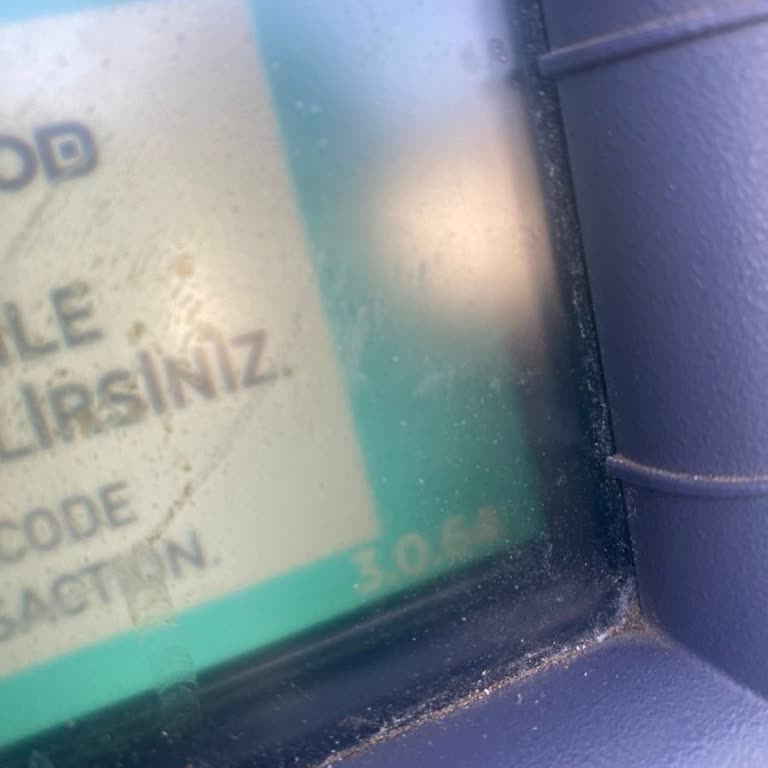 OD
İLE
LİRSİNİZ.
CODE
SACTION.
3.0.64